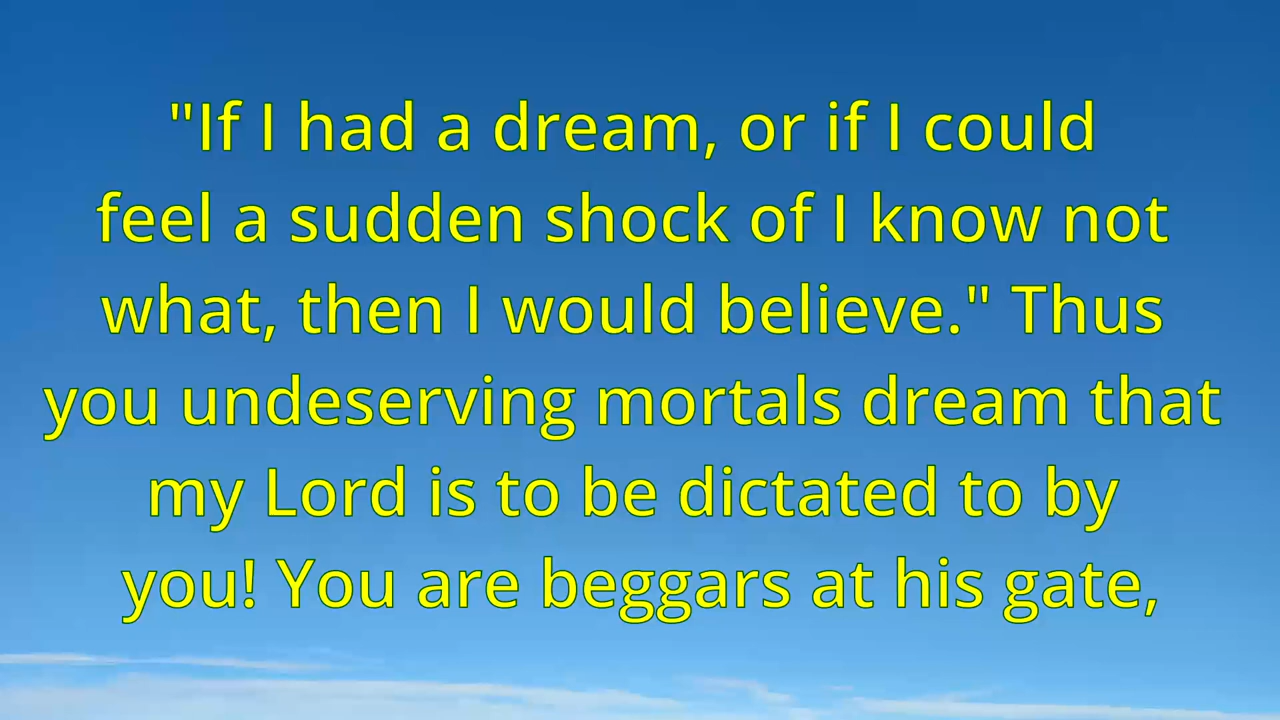 "If I had a dream, or if I could
feel a sudden shock of I know not
what, then I would believe." Thus
you undeserving mortals dream that
my Lord is to be dictated to by
you! You are beggars at his gate,